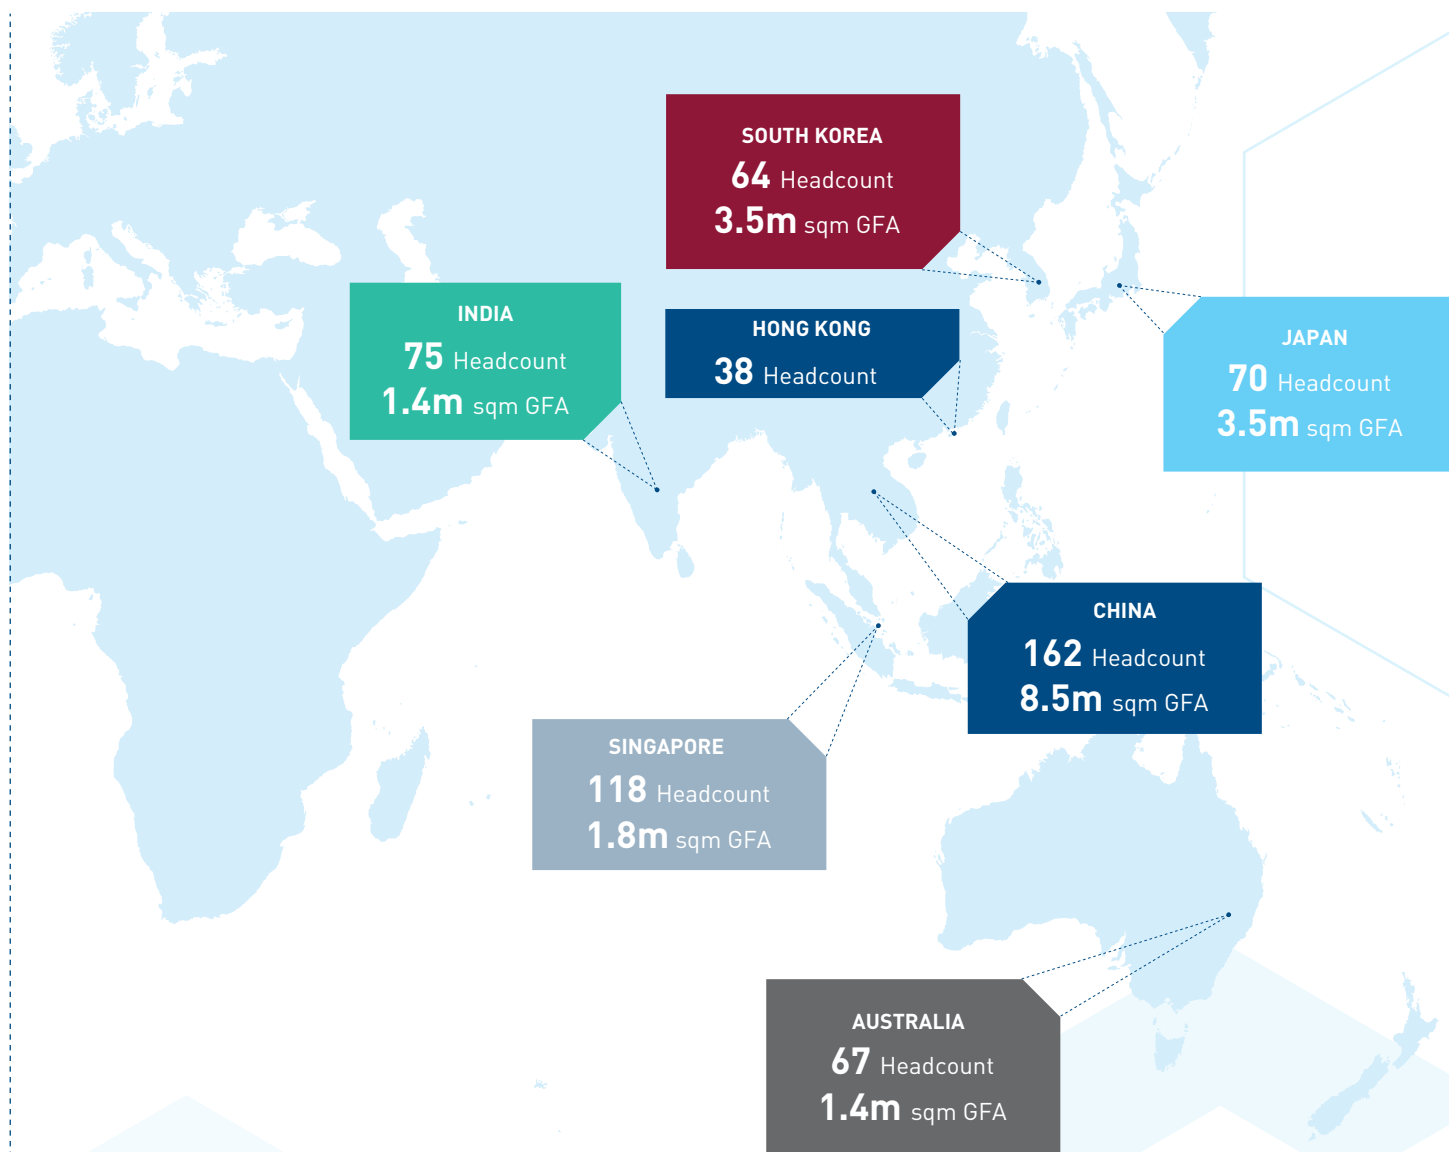 SOUTH KOREA
64 Headcount
3.5m sqm GFA
INDIA
75 Headcount
1.4m sqm GFA
HONG KONG
38 Headcount
JAPAN
70 Headcount
3.5m sqm GFA
CHINA
162 Headcount
8.5m sqm GFA
SINGAPORE
118 Headcount
1.8m sqm GFA
AUSTRALIA
67 Headcount
1.4m sqm GFA